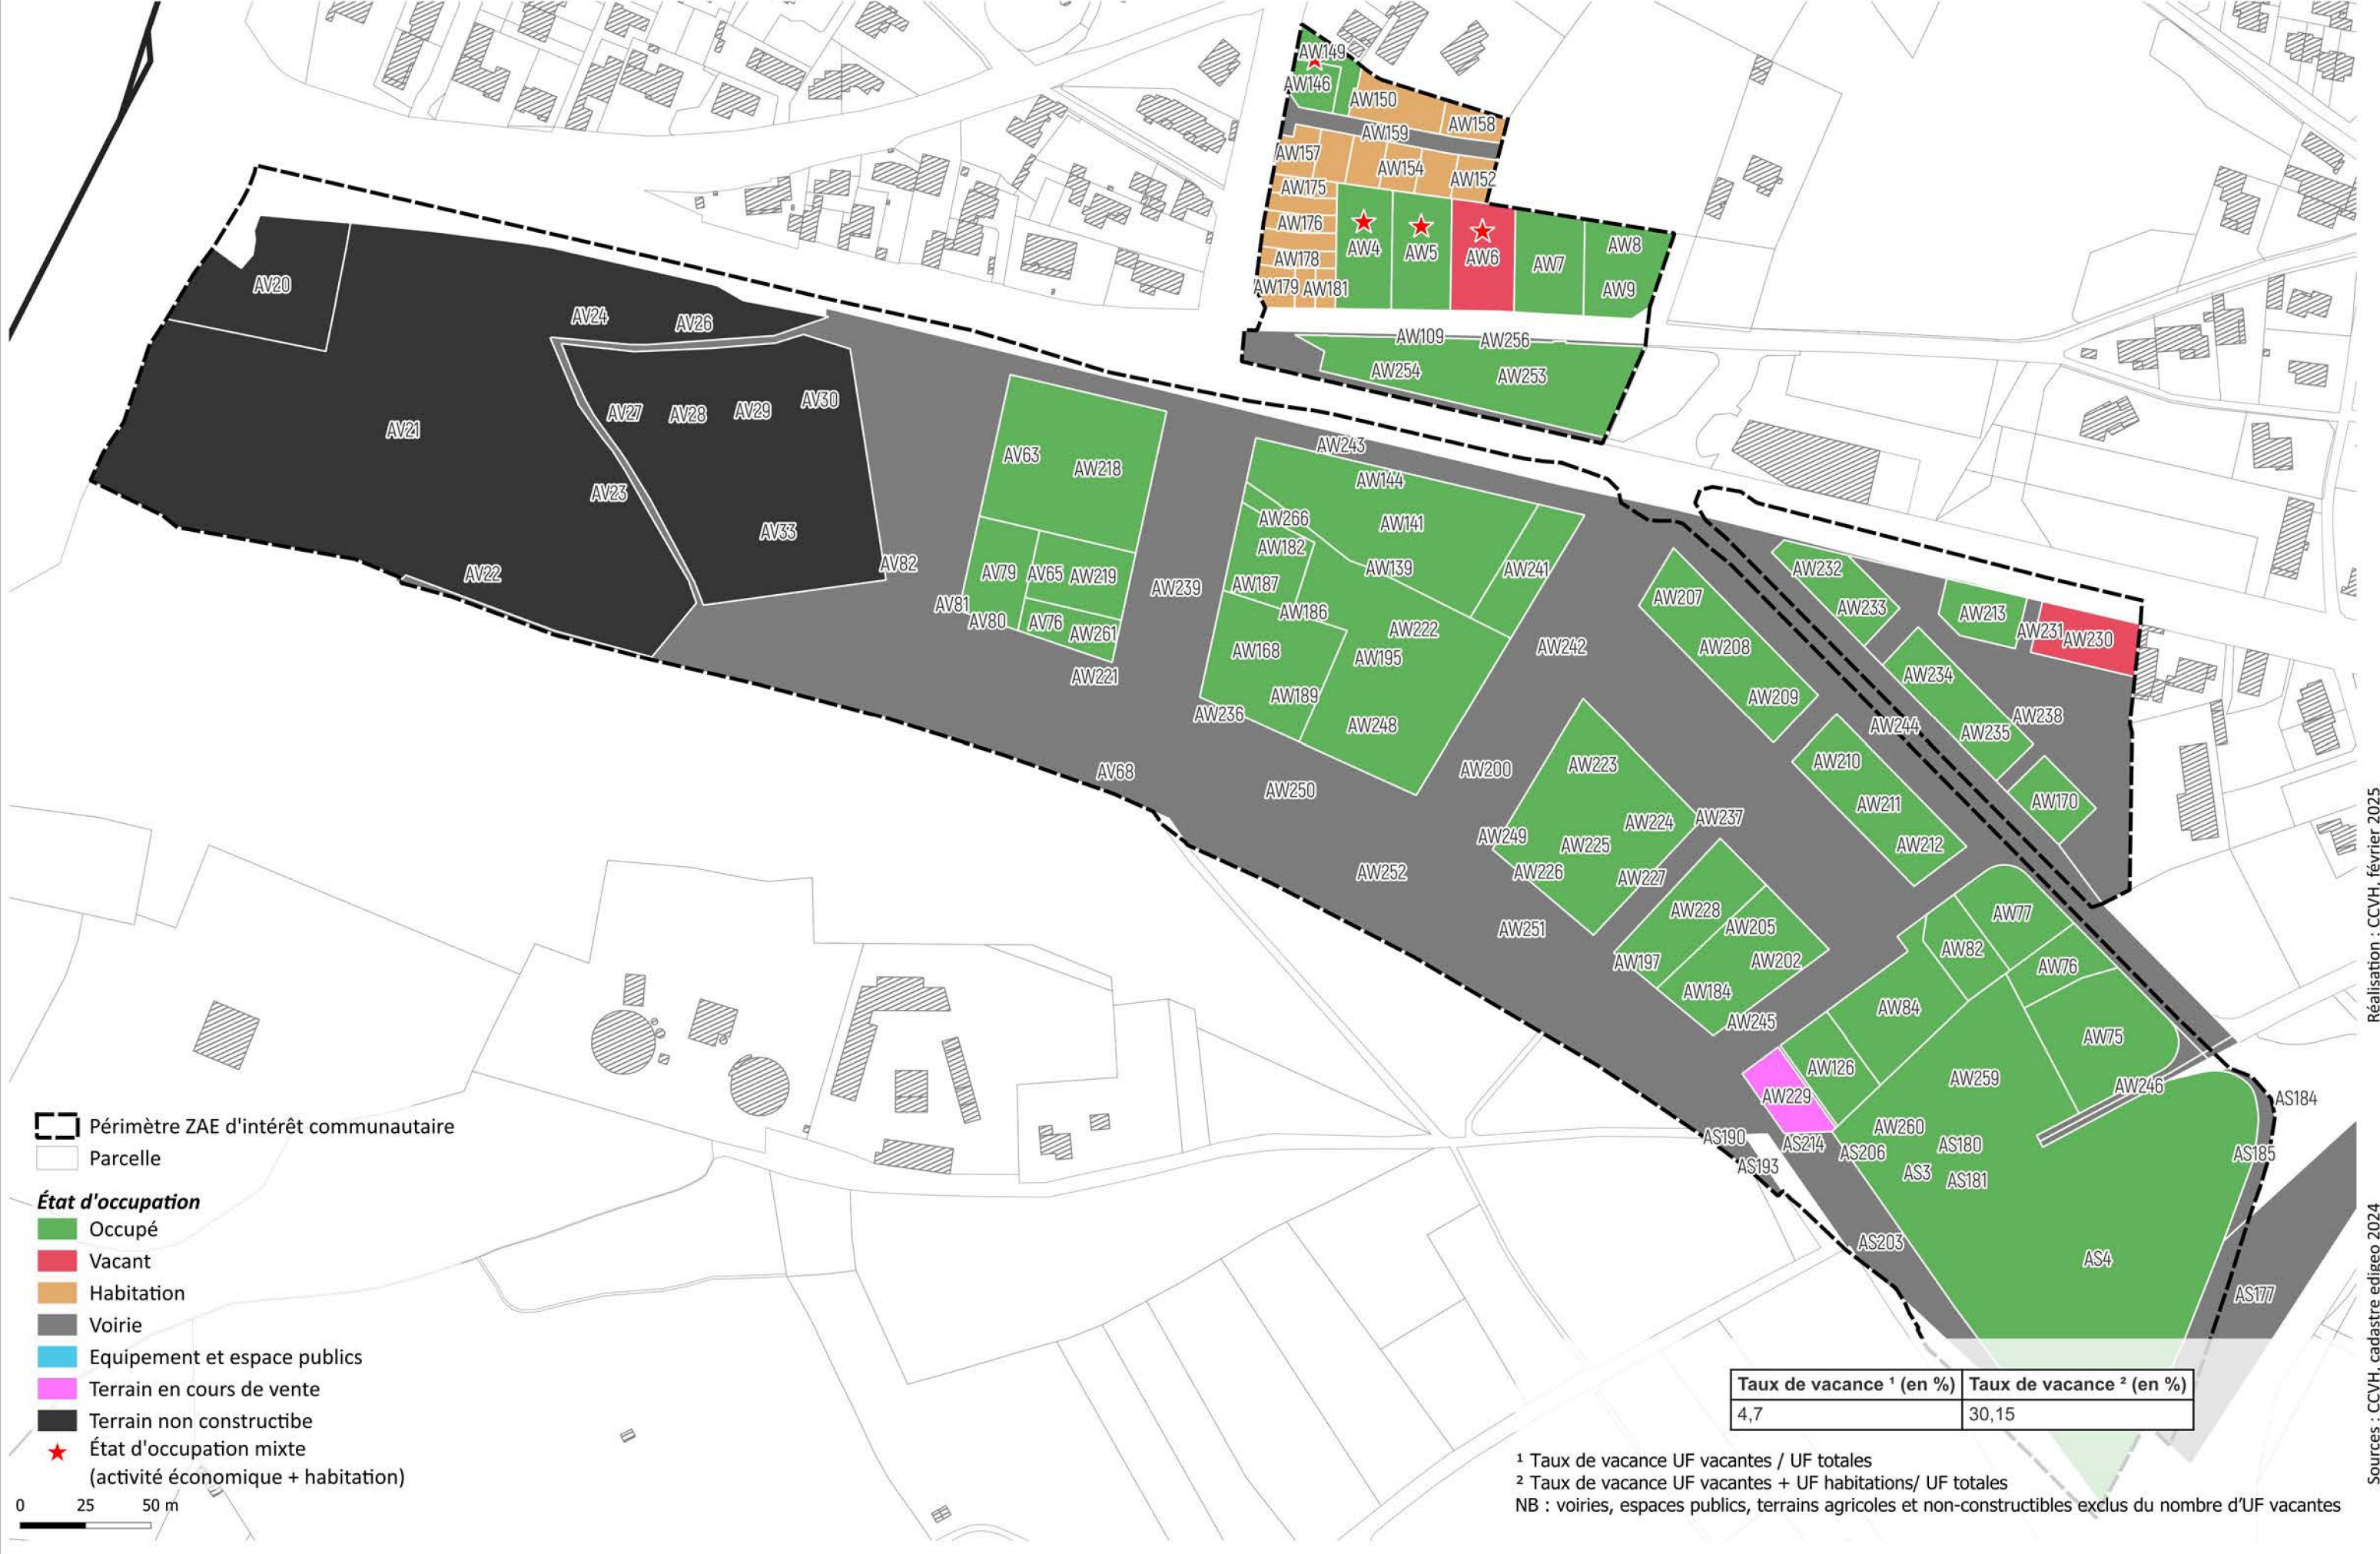 AW149
AW146
AW150
AW158
AW159
AW157
AW154
AW152
AW175
AW176
AW178
AW179
AW181
AW4
AW5
AW6
AW7
AW8
AW9
AW109
AW256
AW254
AW253
AV20
AV24
AV26
AV21
AV27
AV28
AV29
AV30
AV23
AV33
AV22
AV82
AV63
AW218
AV79
AV65
AW219
AV81
AV80
AV76
AW261
AW221
AW239
AW243
AW144
AW266
AW141
AW182
AW139
AW187
AW241
AW186
AW222
AW168
AW195
AW189
AW236
AW248
AW242
AV68
AW250
AW200
AW207
AW208
AW209
AW232
AW233
AW213
AW231
AW230
AW234
AW235
AW238
AW244
AW170
AW210
AW211
AW212
AW223
AW224
AW237
AW249
AW225
AW226
AW227
AW252
AW251
AW228
AW205
AW197
AW202
AW184
AW245
AW77
AW82
AW76
AW84
AW75
AW126
AW259
AW246
AW229
AW260
AS184
AS190
AS214
AS206
AS180
AS185
AS193
AS3
AS181
AS203
AS4
AS177
Périmètre ZAE d'intérêt communautaire
Parcelle
État d'occupation
Occupé
Vacant
Habitation
Voirie
Equipement et espace publics
Terrain en cours de vente
Terrain non constructibe
État d'occupation mixte
(activité économique + habitation)
0 25 50 m
Taux de vacance ¹ (en %) Taux de vacance ² (en %)
4,7 30,15
¹ Taux de vacance UF vacantes / UF totales
² Taux de vacance UF vacantes + UF habitations/ UF totales
NB : voiries, espaces publics, terrains agricoles et non-constructibles exclus du nombre d'UF vacantes
Réalisation : CCVH, février 2025
Sources : CCVH, cadastre edigeo 2024